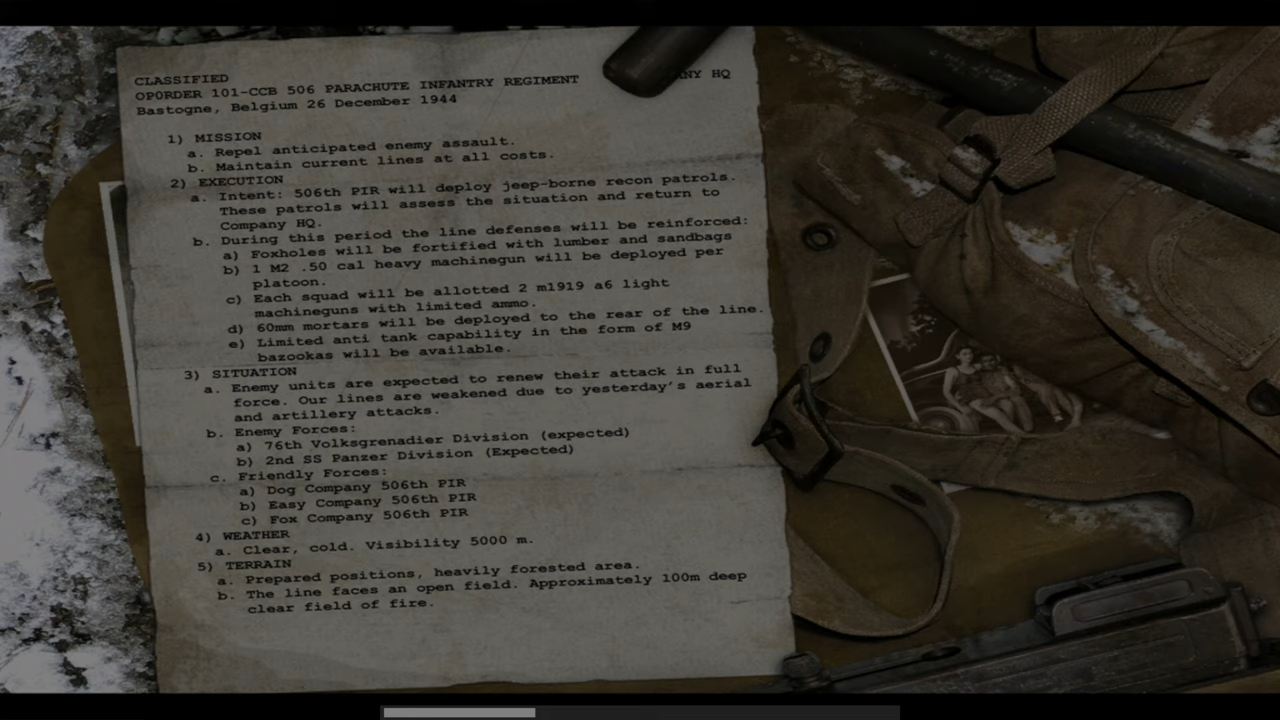 CLASSIFIED
OPORDER 101-CCB 506 PARACHUTE INFANTRY REGIMENT HQ
Bastogne, Belgium 26 December 1944
1) MISSION
a. Repel anticipated enemy assault.
b. Maintain current lines at all costs.
2) EXECUTION
a. Intent: 506th PIR will deploy jeep-borne recon patrols.
These patrols will assess the situation and return to
Company HQ.
b. During this period the line defenses will be reinforced:
a) Foxholes will be fortified with lumber and sandbags
b) 1 M2 .50 cal heavy machinegun will be deployed per
platoon.
c) Each squad will be allotted 2 m1919 a6 light
machineguns with limited ammo.
d) 60mm mortars will be deployed to the rear of the line.
e) Limited anti tank capability in the form of M9
bazookas will be available.
3) SITUATION
a. Enemy units are expected to renew their attack in full
force. Our lines are weakened due to yesterday's aerial
and artillery attacks.
b. Enemy Forces:
a) 76th Volksgrenadier Division (expected)
b) 2nd SS Panzer Division (Expected)
c. Friendly Forces:
a) Dog Company 506th PIR
b) Easy Company 506th PIR
c) Fox Company 506th PIR
4) WEATHER
a. Clear, cold. Visibility 5000 m.
5) TERRAIN
a. Prepared positions, heavily forested area.
b. The line faces an open field. Approximately 100m deep
clear field of fire.